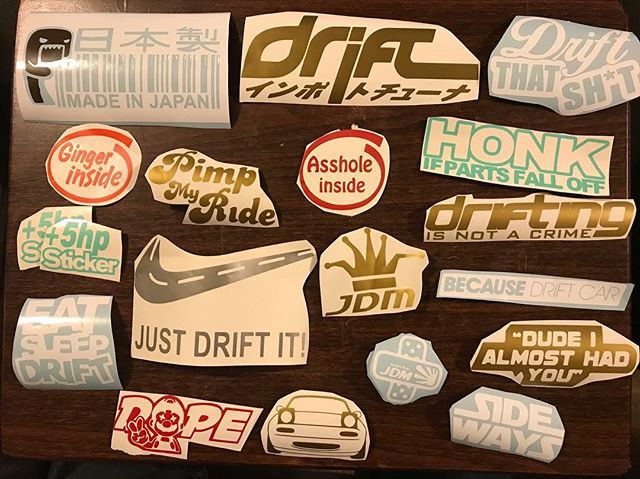 日本製
MADE IN JAPAN
drift
インポートチューナ
Drift
THAT SH*T
Ginger
inside
Pimp
My Ride
Asshole
inside
HONK
IF PARTS FALL OFF
drifting
IS NOT A CRIME
+5+5hp
SSticker
JUST DRIFT IT!
JDM
BECAUSE DRIFT CAR
EAT
SLEEP
DRIFT
JDM
"DUDE I
ALMOST HAD
YOU"
DOPE
SIDE
WAYS